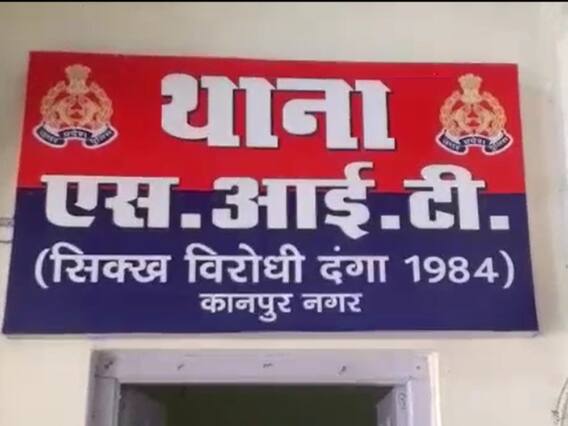 थाना
एस.आई.टी.
(सिक्ख विरोधी दंगा 1984)
कानपुर नगर